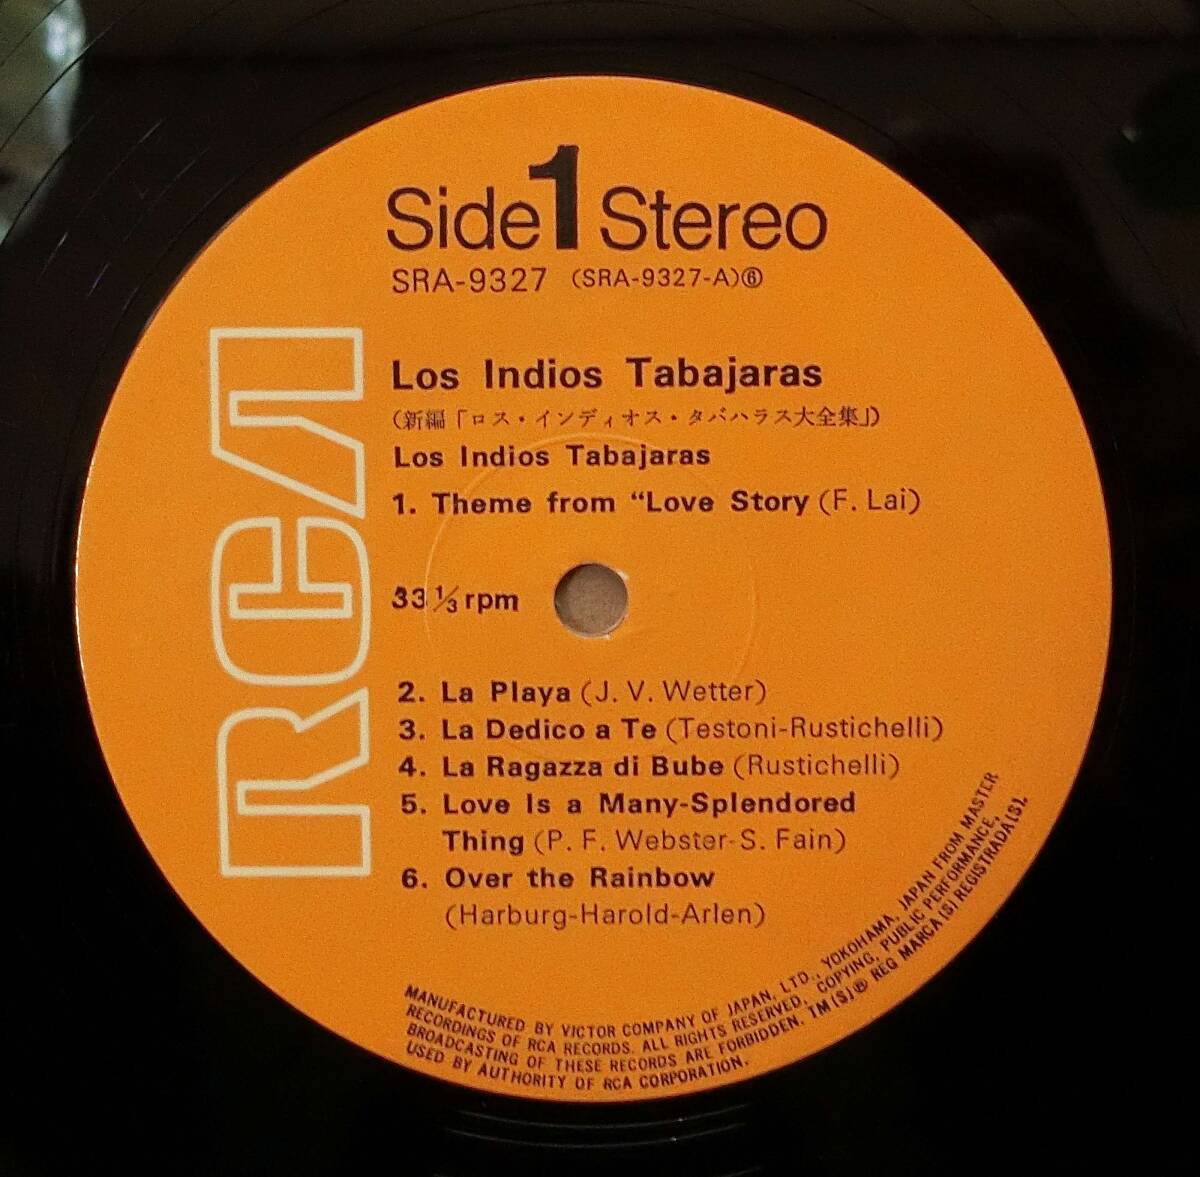 Side 1 Stereo
SRA-9327 (SRA-9327-A)⑥
RCA
Los Indios Tabajaras
(新編「ロス・インディオス・タバハラス大全集」)
Los Indios Tabajaras
1. Theme from “Love Story (F. Lai)
33 1/3 rpm
2. La Playa (J. V. Wetter)
3. La Dedico a Te (Testoni-Rustichelli)
4. La Ragazza di Bube (Rustichelli)
5. Love Is a Many-Splendored
Thing (P. F. Webster-S. Fain)
6. Over the Rainbow
(Harburg-Harold-Arlen)
MANUFACTURED BY VICTOR COMPANY OF JAPAN, LTD., YOKOHAMA, JAPAN FROM MASTER
RECORDINGS OF RCA RECORDS. ALL RIGHTS RESERVED, COPYING, PUBLIC PERFORMANCE,
BROADCASTING OF THESE RECORDS ARE FORBIDDEN. TM(S)® REG MARCA(S) REGISTRADA(S).
USED BY AUTHORITY OF RCA CORPORATION.